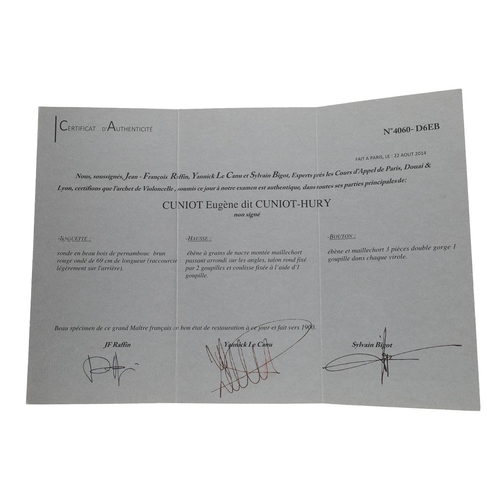 CERTIFICAT D'AUTHENTICITÉ
N°4060- D6EB
FAIT A PARIS, LE : 22 AOUT 2014
Nous, soussignés, Jean - François Raffin, Yannick Le Canu et Sylvain Bigot, Experts près les Cours d'Appel de Paris, Douai &
Lyon, certifions que l'archet de Violoncelle, soumis ce jour à notre examen est authentique, dans toutes ses parties principales de:
CUNIOT Eugène dit CUNIOT-HURY
non signé
BAGUETTE :
ronde en beau bois de pernambouc brun
rouge ondé de 69 cm de longueur (raccourcie
légèrement sur l'arrière).
HAUSSE :
ébène à grains de nacre montée maillechort
passant arrondi sur les angles, talon rond fixé
par 2 goupilles et coulisse fixée à l'aide d'1
goupille.
BOUTON :
ébène et maillechort 3 pièces double gorge 1
goupille dans chaque virole.
Beau spécimen de ce grand Maître français en bon état de restauration à ce jour et fait vers 1900.
JF Raffin
Yannick Le Canu
Sylvain Bigot